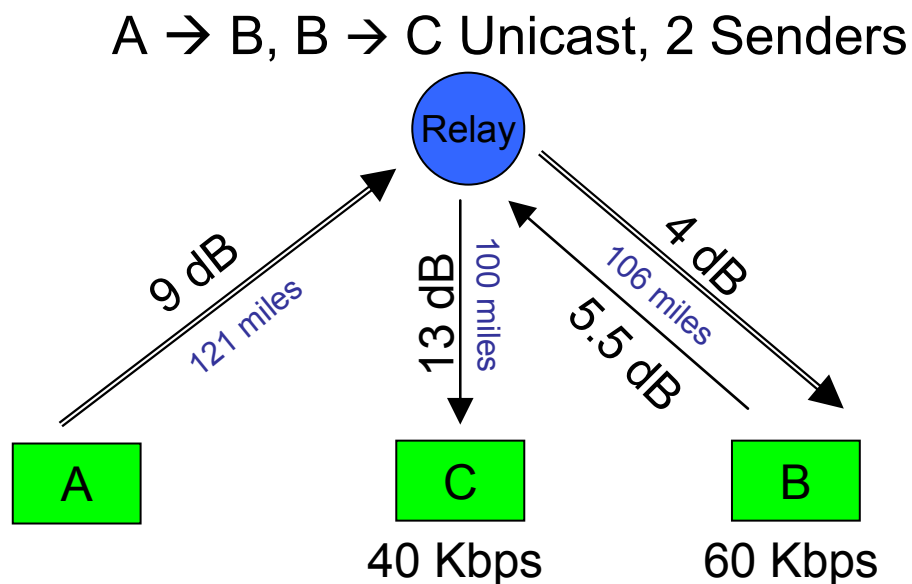 A → B, B → C Unicast, 2 Senders
Relay
9 dB
121 miles
13 dB
100 miles
4 dB
106 miles
5.5 dB
A
C
B
40 Kbps
60 Kbps